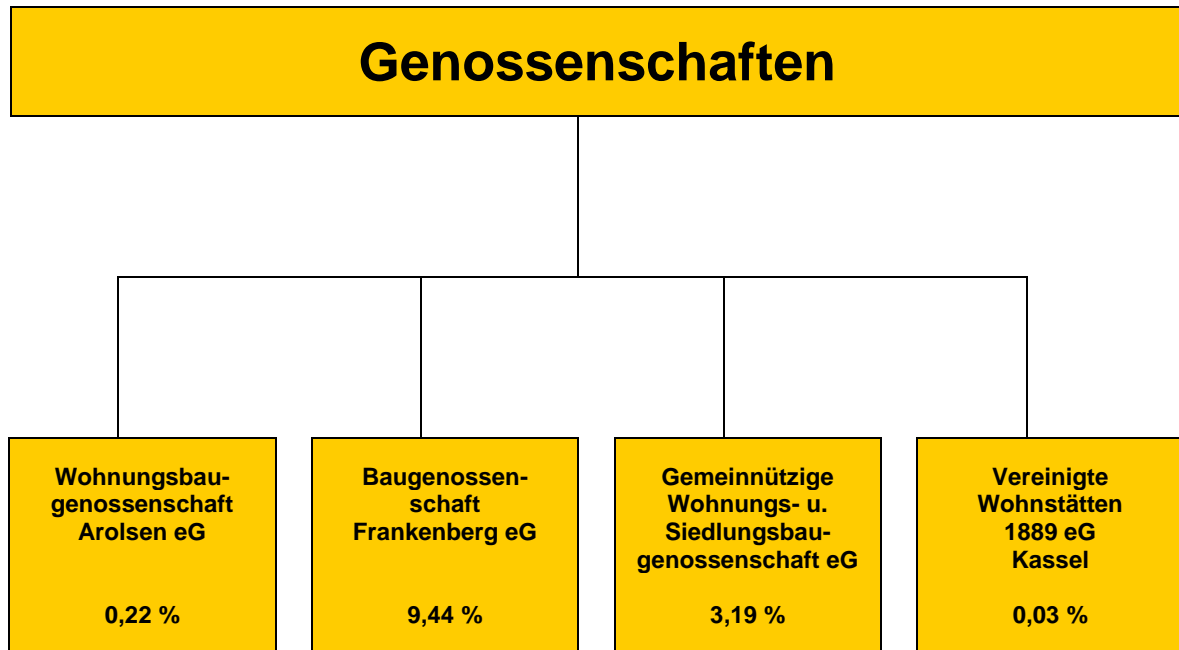 Genossenschaften
Wohnungsbau-
genossenschaft
Arolsen eG
0,22 %
Baugenossen-
schaft
Frankenberg eG
9,44 %
Gemeinnützige
Wohnungs- u.
Siedlungsbau-
genossenschaft eG
3,19 %
Vereinigte
Wohnstätten
1889 eG
Kassel
0,03 %